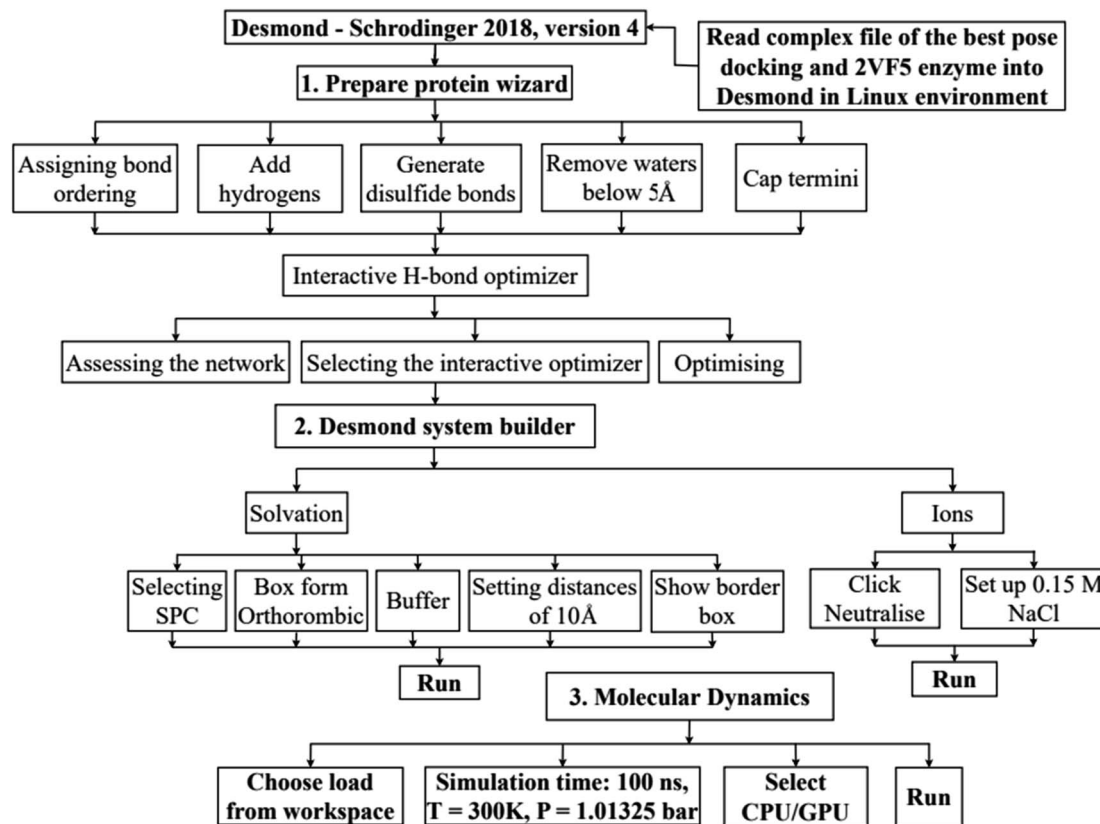 Desmond - Schrodinger 2018, version 4
Read complex file of the best pose
docking and 2VF5 enzyme into
Desmond in Linux environment
1. Prepare protein wizard
Assigning bond
ordering
Add
hydrogens
Generate
disulfide bonds
Remove waters
below 5Å
Cap termini
Interactive H-bond optimizer
Assessing the network
Selecting the interactive optimizer
Optimising
2. Desmond system builder
Solvation
Ions
Selecting
SPC
Box form
Orthorombic
Buffer
Setting distances
of 10Å
Show border
box
Click
Neutralise
Set up 0.15 M
NaCl
Run
Run
3. Molecular Dynamics
Choose load
from workspace
Simulation time: 100 ns,
T = 300K, P = 1.01325 bar
Select
CPU/GPU
Run